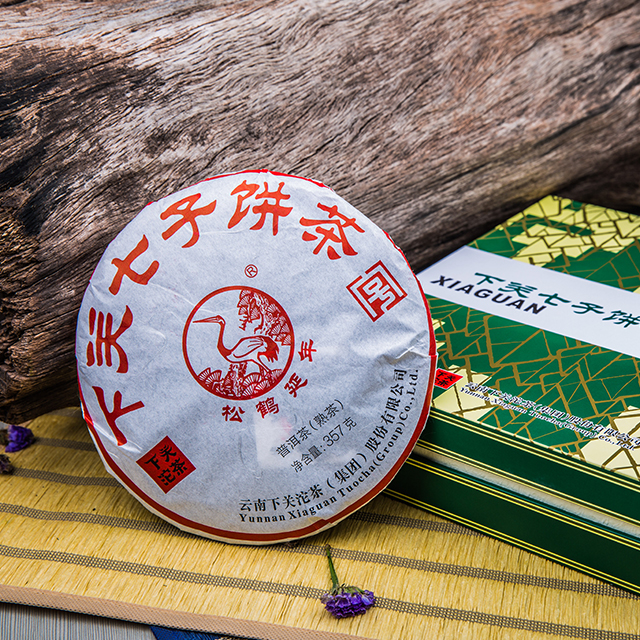 下关七子饼茶
®
松鹤延年
普洱茶（熟茶）
净含量：357克
下关
沱茶
云南下关沱茶（集团）股份有限公司
Yunnan Xiaguan Tuocha(Group)Co.,Ltd.
下关七子饼
XIAGUAN